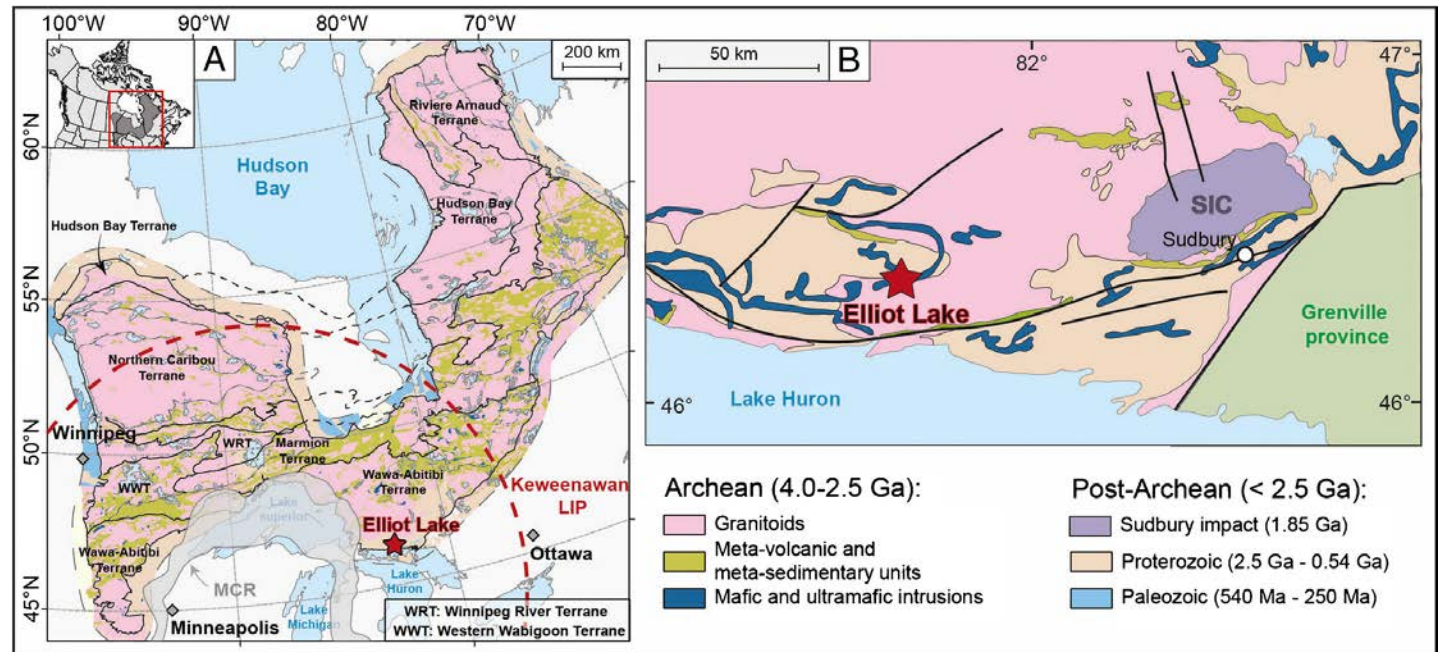 100°W
90°W
80°W
70°W
A
200 km
60°N
55°N
50°N
45°N
Riviere Arnaud
Terrane
Hudson
Bay
Hudson Bay
Terrane
Hudson Bay Terrane
Northern Caribou
Terrane
Winnipeg
WRT
Marmion
Terrane
WWT
Wawa-Abitibi
Terrane
Keweenawan
LIP
Lake
superior
Elliot Lake
Ottawa
Wawa-Abitibi
Terrane
MCR
Lake
Huron
Lake
Michigan
Minneapolis
WRT: Winnipeg River Terrane
WWT: Western Wabigoon Terrane
50 km
B
82°
47°
SIC
Sudbury
Elliot Lake
Grenville
province
46°
Lake Huron
46°
Archean (4.0-2.5 Ga):
Granitoids
Meta-volcanic and
meta-sedimentary units
Mafic and ultramafic intrusions
Post-Archean (< 2.5 Ga):
Sudbury impact (1.85 Ga)
Proterozoic (2.5 Ga - 0.54 Ga)
Paleozoic (540 Ma - 250 Ma)